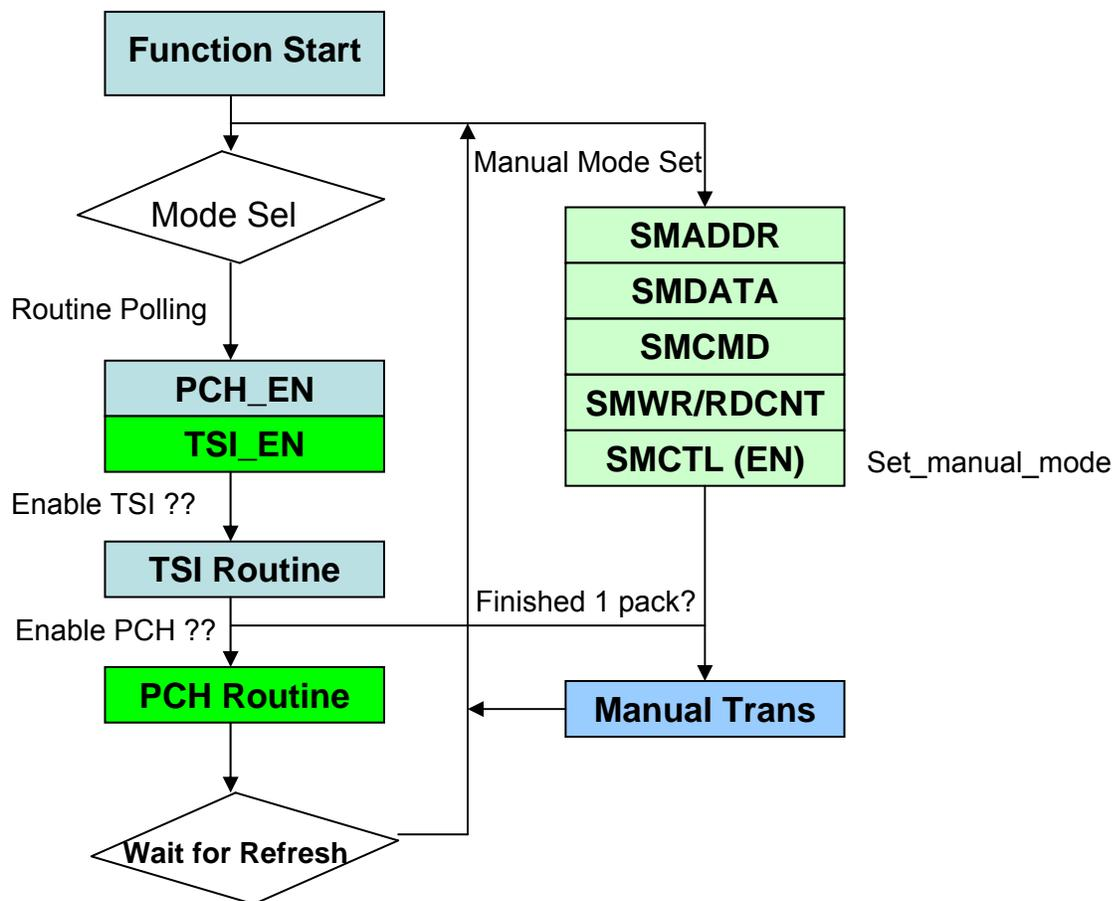 Function Start
Manual Mode Set
Mode Sel
SMADDR
SMDATA
Routine Polling
SMCMD
PCH_EN
SMWR/RDCNT
TSI_EN
SMCTL (EN)
Set_manual_mode
Enable TSI ??
TSI Routine
Finished 1 pack?
Enable PCH ??
PCH Routine
Manual Trans
Wait for Refresh